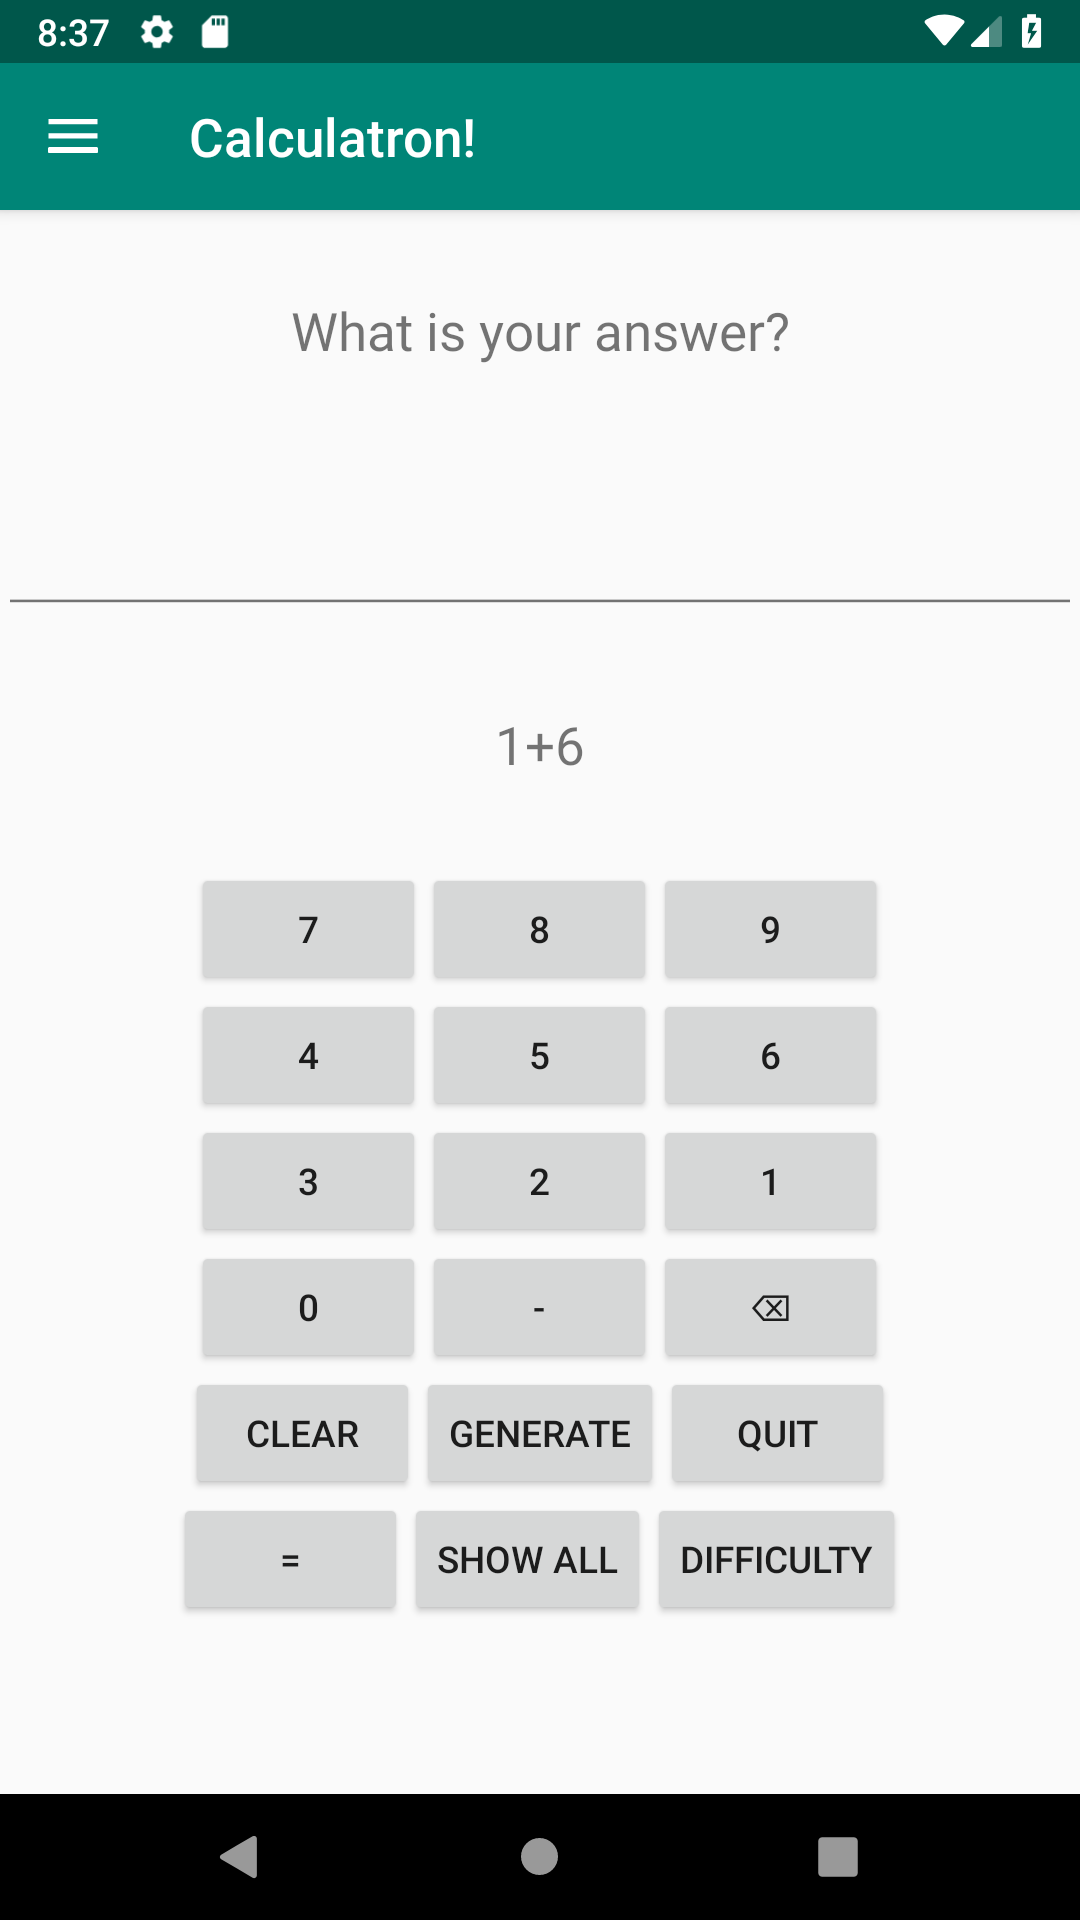 8:37
Calculatron!
What is your answer?
1+6
7 8 9
4 5 6
3 2 1
0 - ⌫
CLEAR GENERATE QUIT
= SHOW ALL DIFFICULTY